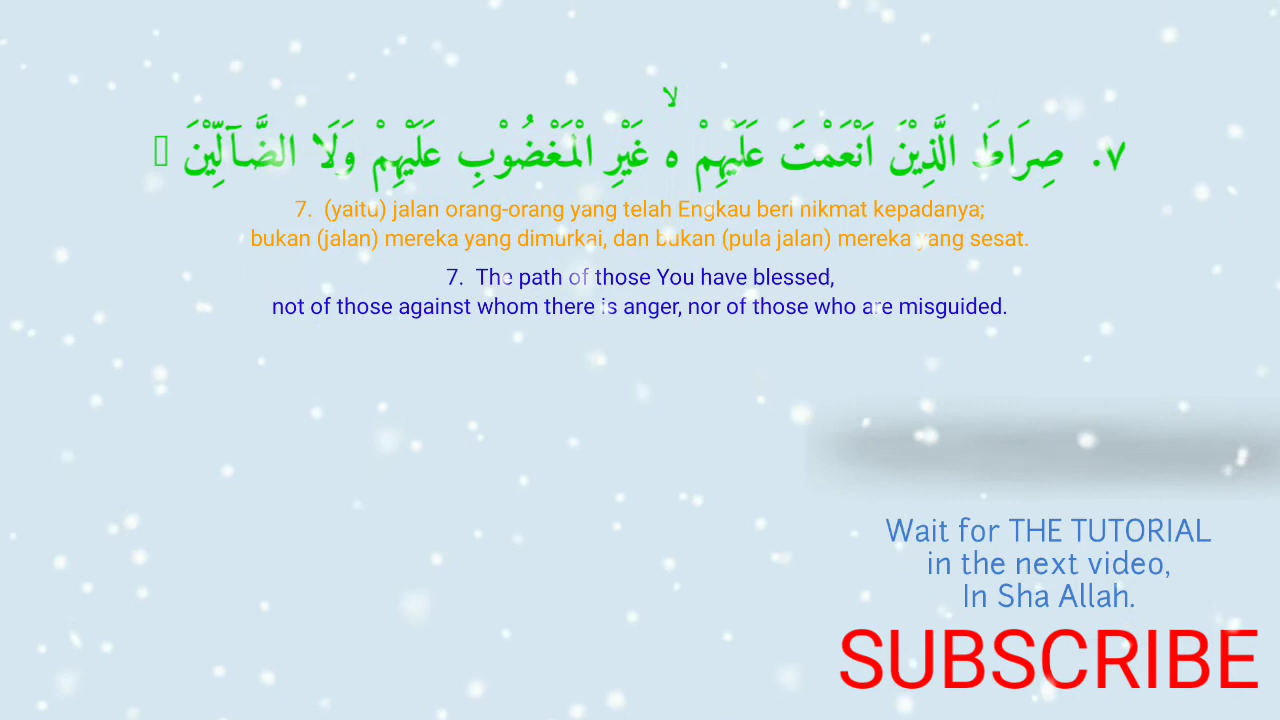 ٧. صِرَاطَ الَّذِيْنَ اَنْعَمْتَ عَلَيْهِمْ ەۙ غَيْرِ الْمَغْضُوْبِ عَلَيْهِمْ وَلَا الضَّاۤلِّيْنَ
7. (yaitu) jalan orang-orang yang telah Engkau beri nikmat kepadanya;
bukan (jalan) mereka yang dimurkai, dan bukan (pula jalan) mereka yang sesat.
7. The path of those You have blessed,
not of those against whom there is anger, nor of those who are misguided.
Wait for THE TUTORIAL
in the next video,
In Sha Allah.
SUBSCRIBE